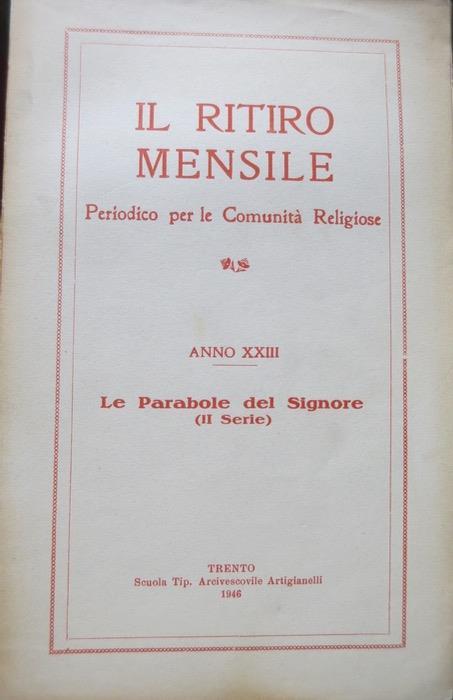 IL RITIRO
MENSILE
Periodico per le Comunità Religiose
ANNO XXIII
Le Parabole del Signore
(II Serie)
TRENTO
Scuola Tip. Arcivescovile Artigianelli
1946